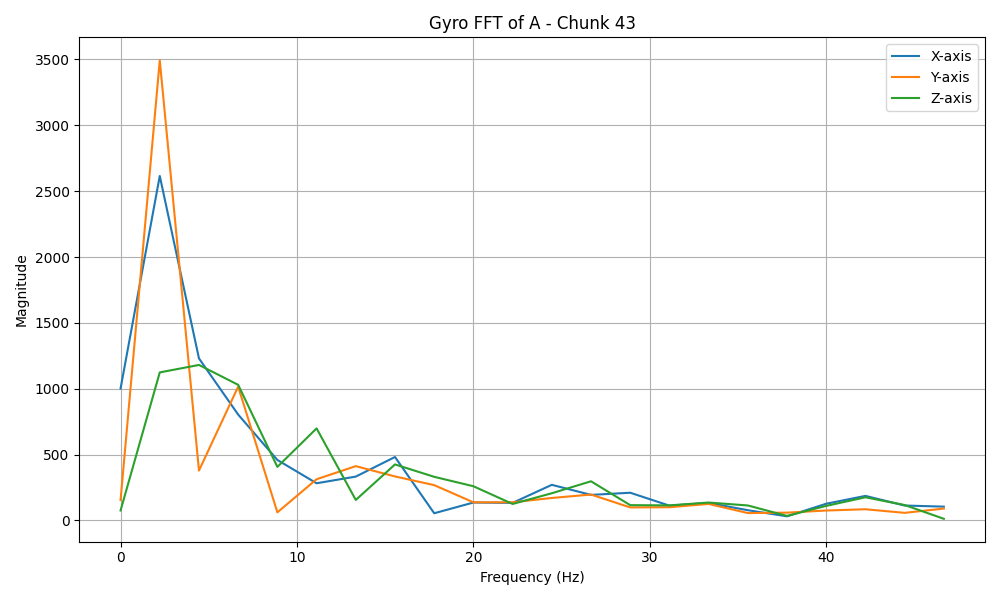 Gyro FFT of A - Chunk 43
X-axis
Y-axis
Z-axis
3500
3000
2500
2000
1500
1000
500
0
Magnitude
0 10 20 30 40
Frequency (Hz)